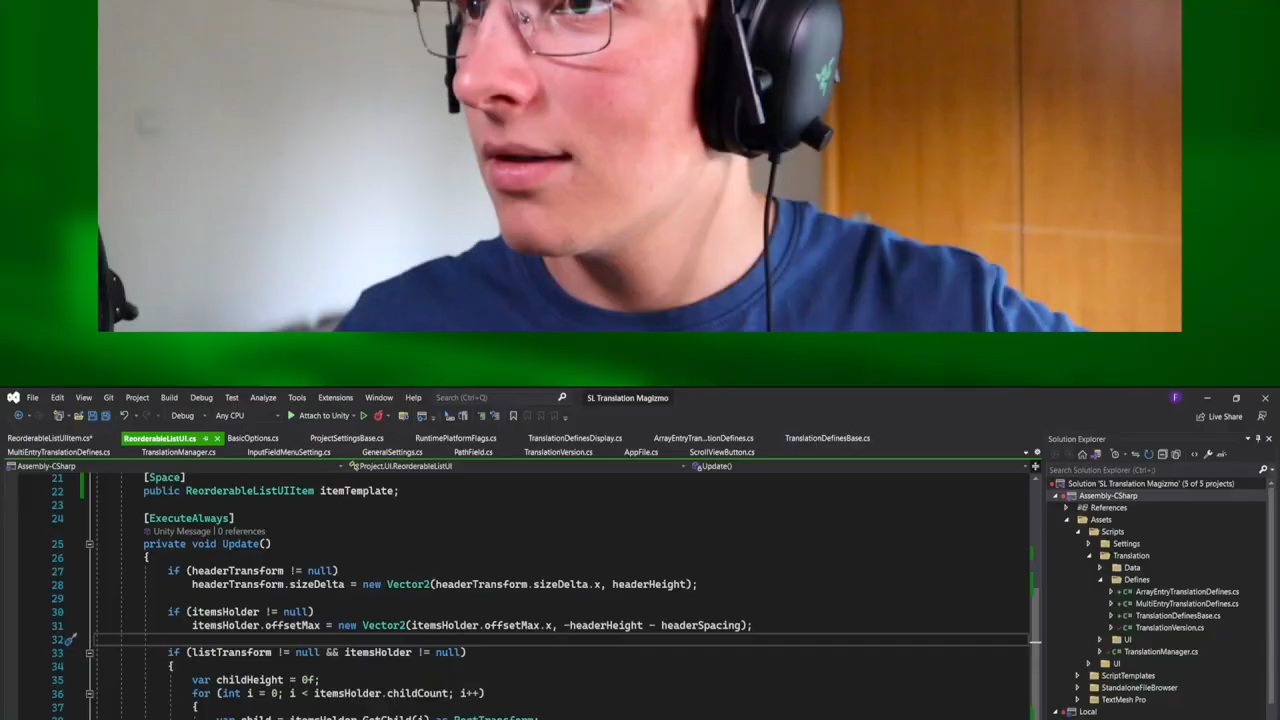 File Edit View Git Project Build Debug Test Analyze Tools Extensions Window Help Search (Ctrl+Q) SL Translation Magizmo F
Debug Any CPU Attach to Unity Live Share
ReorderableListUIItem.cs* ReorderableListUI.cs BasicOptions.cs ProjectSettingsBase.cs RuntimePlatformFlags.cs TranslationDefinesDisplay.cs ArrayEntryTran...tionDefines.cs TranslationDefinesBase.cs
MultiEntryTranslationDefines.cs TranslationManager.cs InputFieldMenuSetting.cs GeneralSettings.cs PathField.cs TranslationVersion.cs AppFile.cs ScrollViewButton.cs
Assembly-CSharp Project.UI.ReorderableListUI Update()
21 [Space]
22 public ReorderableListUIItem itemTemplate;
23
24 [ExecuteAlways]
Unity Message | 0 references
25 private void Update()
26 {
27 if (headerTransform != null)
28 headerTransform.sizeDelta = new Vector2(headerTransform.sizeDelta.x, headerHeight);
29
30 if (itemsHolder != null)
31 itemsHolder.offsetMax = new Vector2(itemsHolder.offsetMax.x, -headerHeight - headerSpacing);
32
33 if (listTransform != null && itemsHolder != null)
34 {
35 var childHeight = 0f;
36 for (int i = 0; i < itemsHolder.childCount; i++)
37 {
38 var child = itemsHolder.GetChild(i) as RectTransform;
Solution Explorer
Search Solution Explorer (Ctrl+;)
Solution 'SL Translation Magizmo' (5 of 5 projects)
Assembly-CSharp
References
Assets
Scripts
Settings
Translation
Data
Defines
ArrayEntryTranslationDefines.cs
MultiEntryTranslationDefines.cs
TranslationDefinesBase.cs
TranslationVersion.cs
UI
TranslationManager.cs
UI
ScriptTemplates
StandaloneFileBrowser
TextMesh Pro
Local